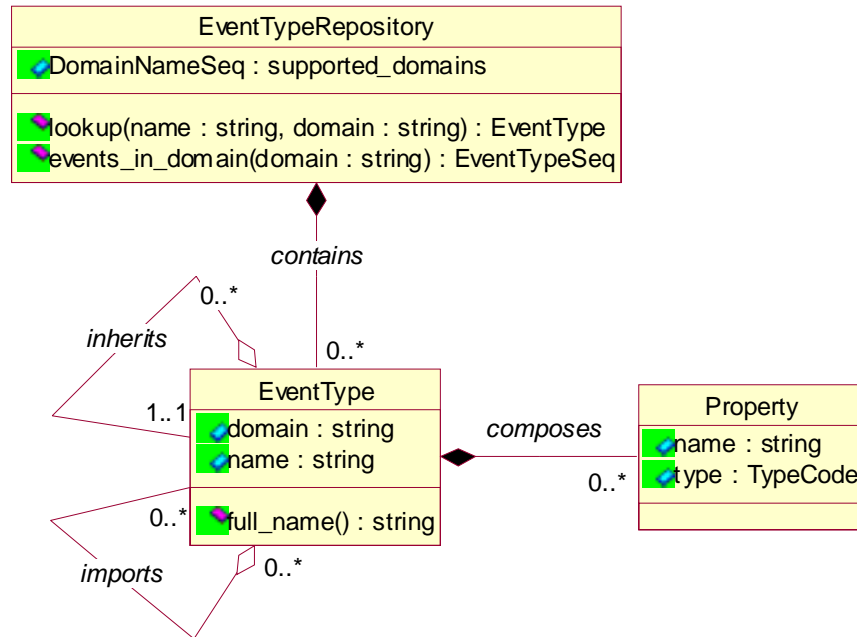 EventTypeRepository
DomainNameSeq : supported_domains
lookup(name : string, domain : string) : EventType
events_in_domain(domain : string) : EventTypeSeq
contains
0..*
inherits
0..*
1..1
EventType
domain : string
name : string
full_name() : string
composes
0..*
Property
name : string
type : TypeCode
0..*
0..*
imports